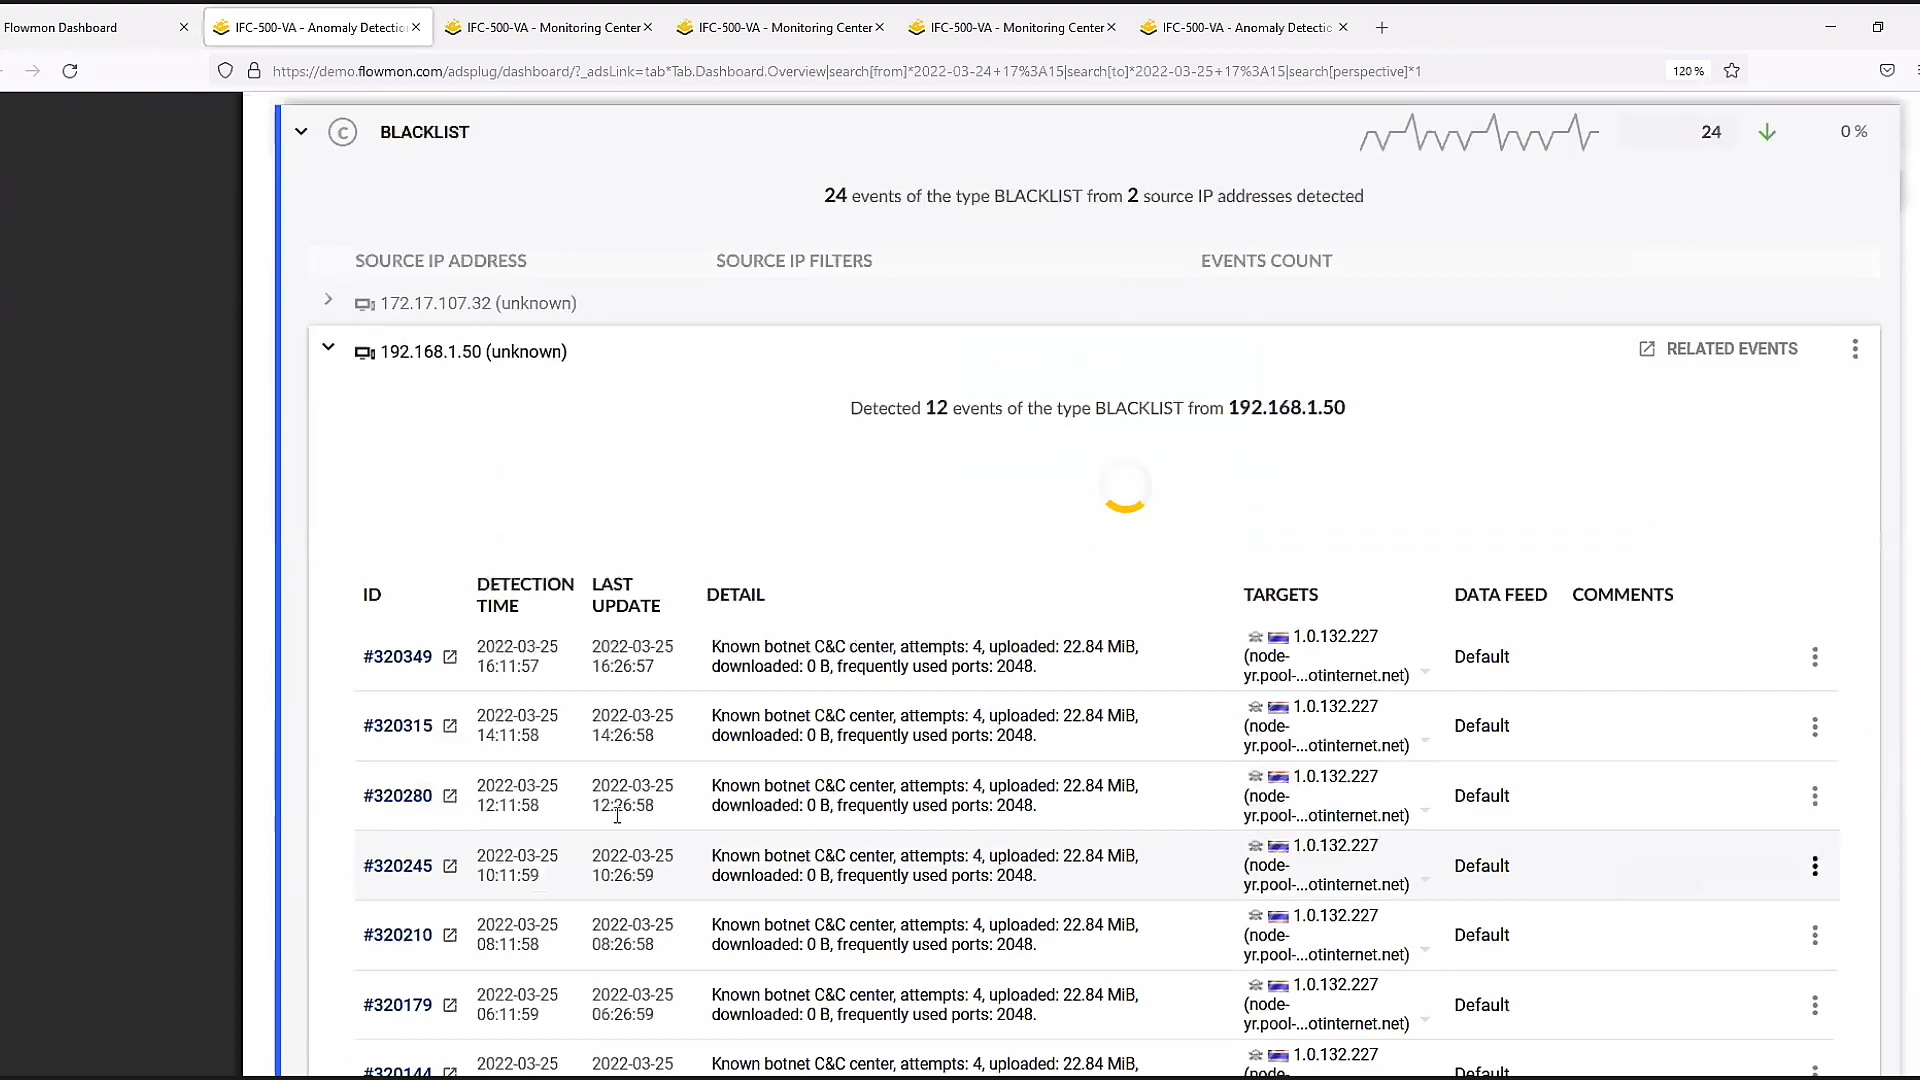 Flowmon Dashboard
IFC-500-VA - Anomaly Detectio
IFC-500-VA - Monitoring Center
IFC-500-VA - Monitoring Center
IFC-500-VA - Monitoring Center
IFC-500-VA - Anomaly Detectic
https://demo.flowmon.com/adsplug/dashboard/?_adsLink=tab*Tab.Dashboard.Overview|search[from]*2022-03-24+17%3A15|search[to]*2022-03-25+17%3A15|search[perspective]*1
120 %
C BLACKLIST 24 0 %
24 events of the type BLACKLIST from 2 source IP addresses detected
SOURCE IP ADDRESS SOURCE IP FILTERS EVENTS COUNT
172.17.107.32 (unknown)
192.168.1.50 (unknown) RELATED EVENTS
Detected 12 events of the type BLACKLIST from 192.168.1.50
ID
DETECTION
TIME
LAST
UPDATE
DETAIL
TARGETS
DATA FEED
COMMENTS
#320349
2022-03-25
16:11:57
2022-03-25
16:26:57
Known botnet C&C center, attempts: 4, uploaded: 22.84 MiB,
downloaded: 0 B, frequently used ports: 2048.
1.0.132.227
(node-
yr.pool-...otinternet.net)
Default
#320315
2022-03-25
14:11:58
2022-03-25
14:26:58
Known botnet C&C center, attempts: 4, uploaded: 22.84 MiB,
downloaded: 0 B, frequently used ports: 2048.
1.0.132.227
(node-
yr.pool-...otinternet.net)
Default
#320280
2022-03-25
12:11:58
2022-03-25
12:26:58
Known botnet C&C center, attempts: 4, uploaded: 22.84 MiB,
downloaded: 0 B, frequently used ports: 2048.
1.0.132.227
(node-
yr.pool-...otinternet.net)
Default
#320245
2022-03-25
10:11:59
2022-03-25
10:26:59
Known botnet C&C center, attempts: 4, uploaded: 22.84 MiB,
downloaded: 0 B, frequently used ports: 2048.
1.0.132.227
(node-
yr.pool-...otinternet.net)
Default
#320210
2022-03-25
08:11:58
2022-03-25
08:26:58
Known botnet C&C center, attempts: 4, uploaded: 22.84 MiB,
downloaded: 0 B, frequently used ports: 2048.
1.0.132.227
(node-
yr.pool-...otinternet.net)
Default
#320179
2022-03-25
06:11:59
2022-03-25
06:26:59
Known botnet C&C center, attempts: 4, uploaded: 22.84 MiB,
downloaded: 0 B, frequently used ports: 2048.
1.0.132.227
(node-
yr.pool-...otinternet.net)
Default
#320144
2022-03-25
2022-03-25
Known botnet C&C center, attempts: 4, uploaded: 22.84 MiB,
1.0.132.227
(node-
Default